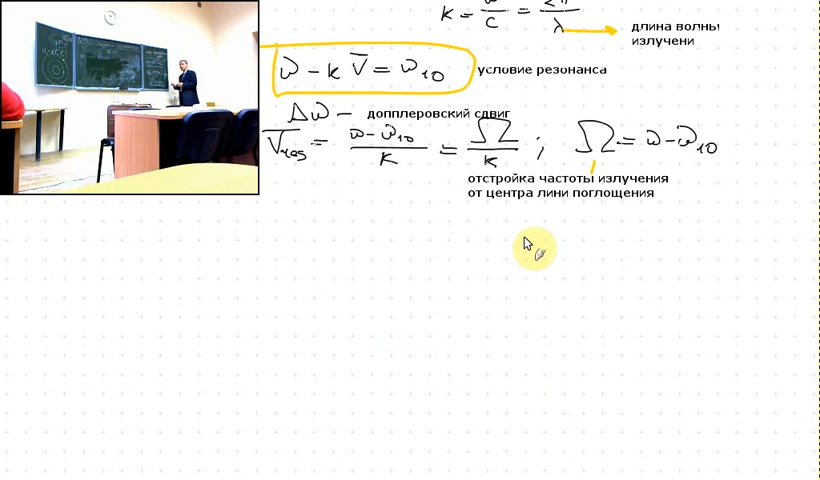 k = ω/c = 2π/λ
длина волны
излучени
ω - k V̄ = ω₁₀ условие резонанса
Δω - допплеровский сдвиг
V̄res = (ω - ω₁₀)/k = Ω/k ; Ω = ω - ω₁₀
отстройка частоты излучения
от центра лини поглощения